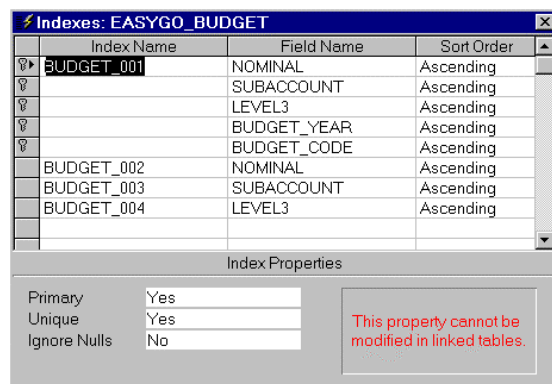 Indexes: EASYGO_BUDGET
Index Name Field Name Sort Order
BUDGET_001 NOMINAL Ascending
SUBACCOUNT Ascending
LEVEL3 Ascending
BUDGET_YEAR Ascending
BUDGET_CODE Ascending
BUDGET_002 NOMINAL Ascending
BUDGET_003 SUBACCOUNT Ascending
BUDGET_004 LEVEL3 Ascending
Index Properties
Primary Yes
Unique Yes
Ignore Nulls No
This property cannot be
modified in linked tables.